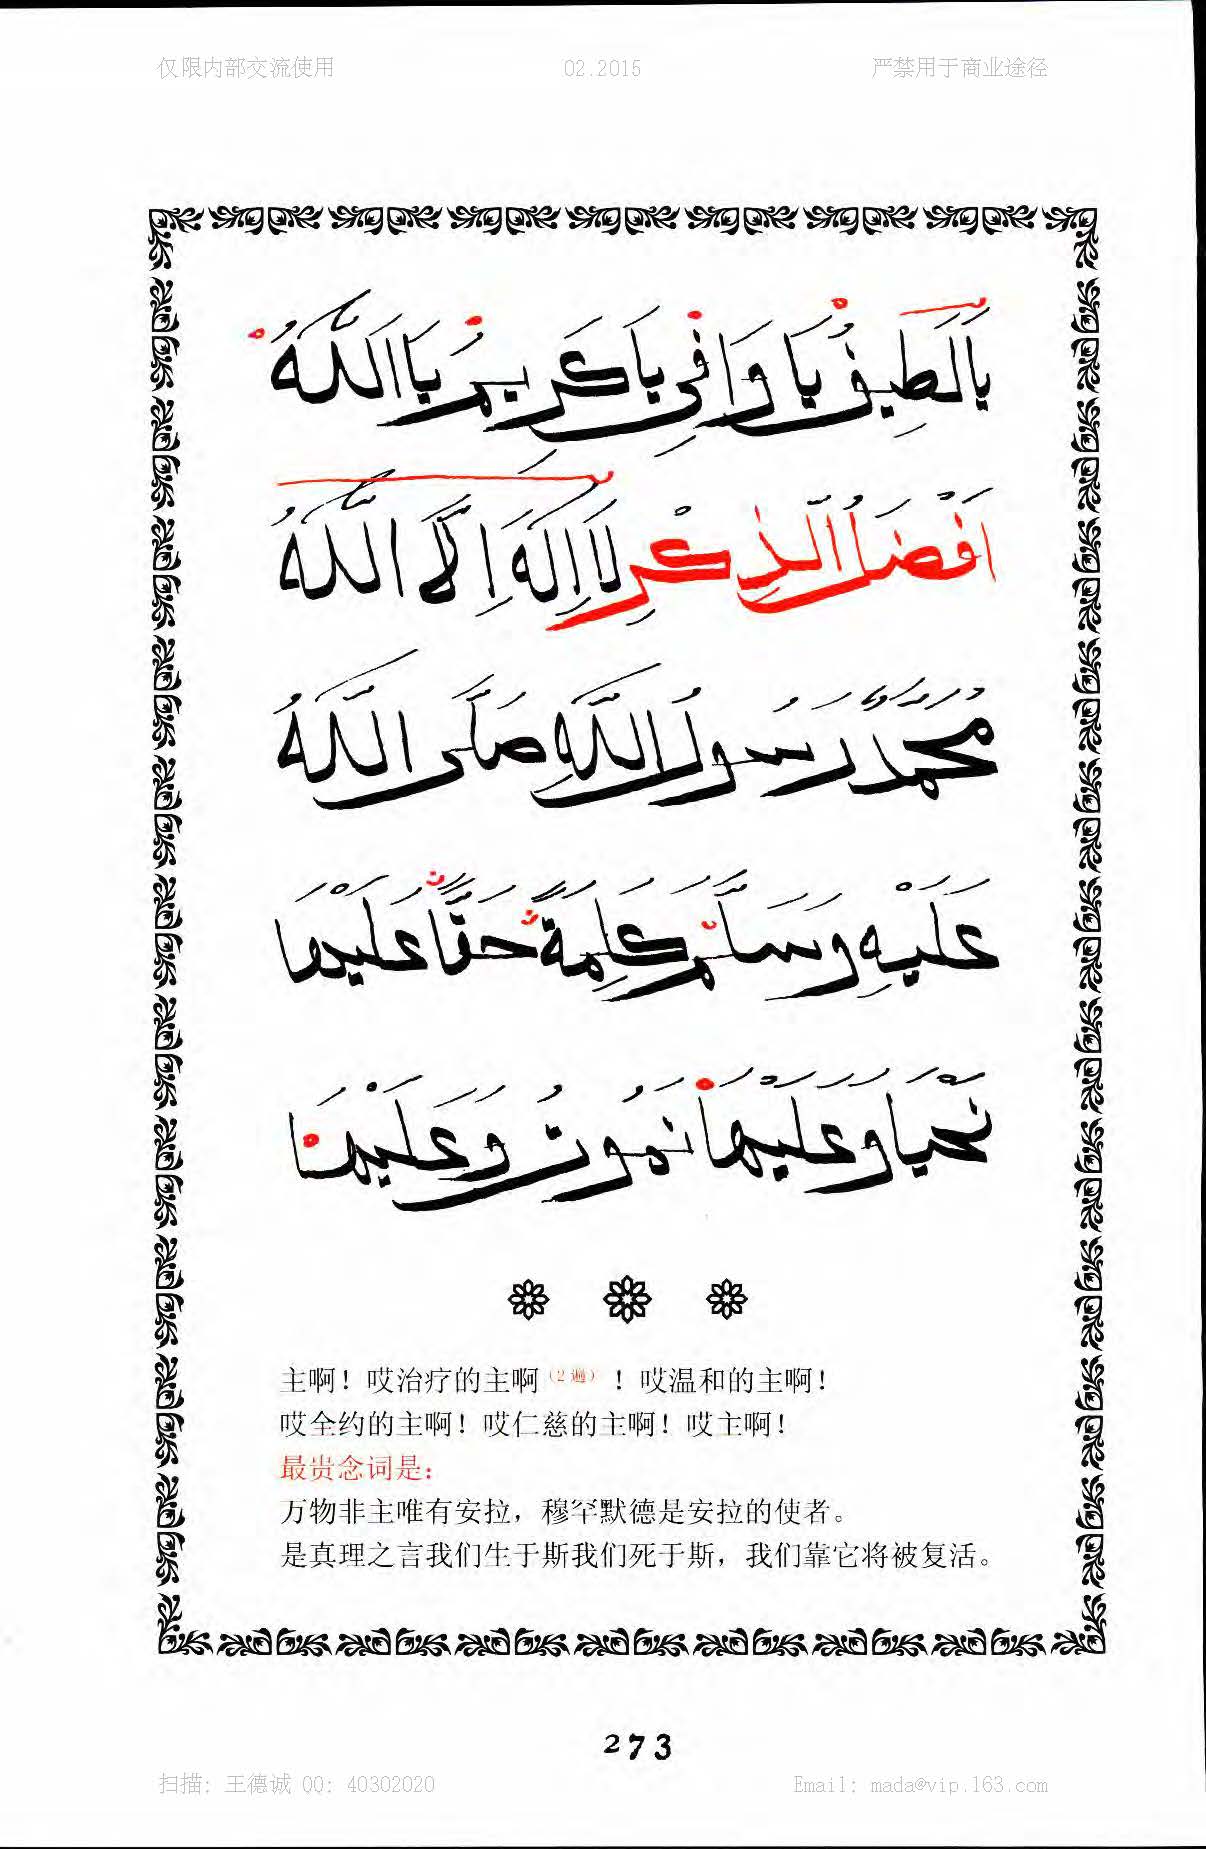 仅限内部交流使用 02.2015 严禁用于商业途径
يَالَطِيفُ يَا وَافِي يَا كَرِيمُ يَا اَللَّهُ
اَفْضَلُ الذِّكْرِ لَا اِلَهَ اِلَّا اللَّهُ
مُحَمَّدٌ رَسُولُ اللَّهِ صَلَّى اللَّهُ
عَلَيْهِ وَسَلَّمَ كَلِمَةً حَقًّا عَلَيْهَا
نَحْيَا وَعَلَيْهَا نَمُوتُ وَعَلَيْهَا
主啊！哎治疗的主啊（2遍）！哎温和的主啊！
哎全约的主啊！哎仁慈的主啊！哎主啊！
最贵念词是：
万物非主唯有安拉，穆罕默德是安拉的使者。
是真理之言我们生于斯我们死于斯，我们靠它将被复活。
273
扫描: 王德诚 QQ: 40302020 Email: mada@vip.163.com